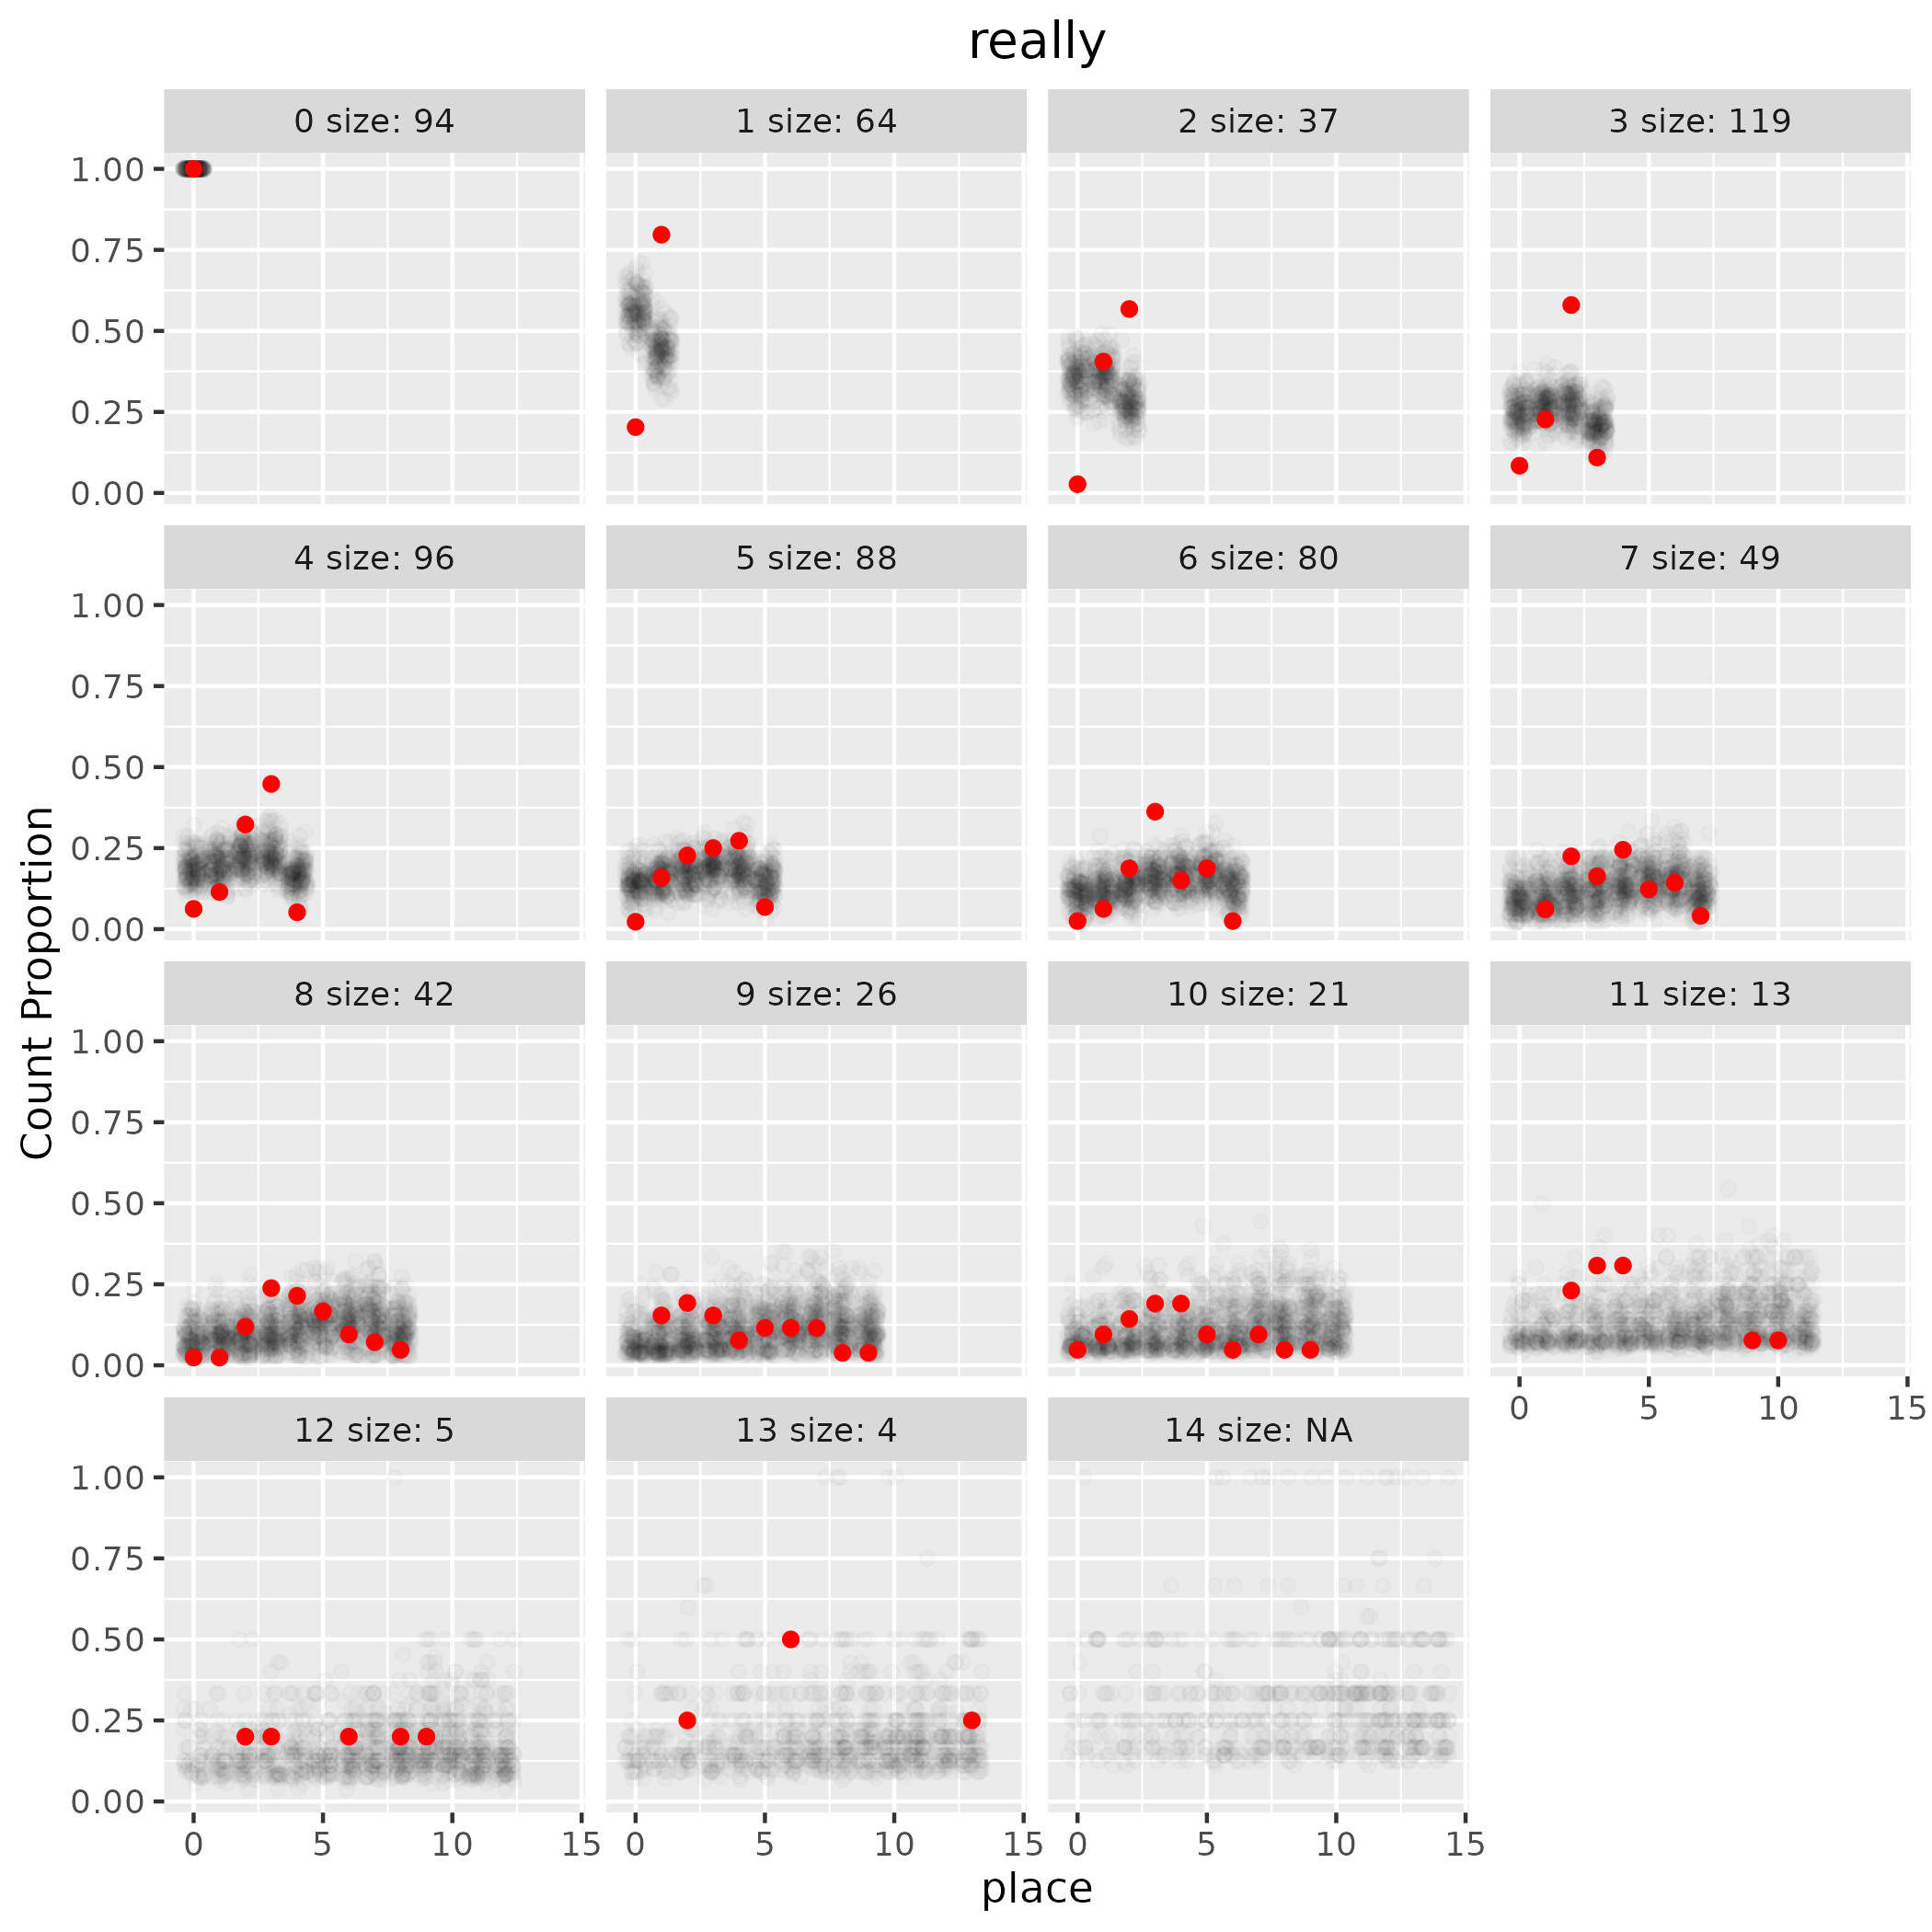 really
0 size: 94
1 size: 64
2 size: 37
3 size: 119
1.00
0.75
0.50
0.25
0.00
4 size: 96
5 size: 88
6 size: 80
7 size: 49
1.00
0.75
0.50
0.25
0.00
Count Proportion
8 size: 42
9 size: 26
10 size: 21
11 size: 13
1.00
0.75
0.50
0.25
0.00
0 5 10 15
12 size: 5
13 size: 4
14 size: NA
1.00
0.75
0.50
0.25
0.00
0 5 10 15
0 5 10 15
0 5 10 15
place